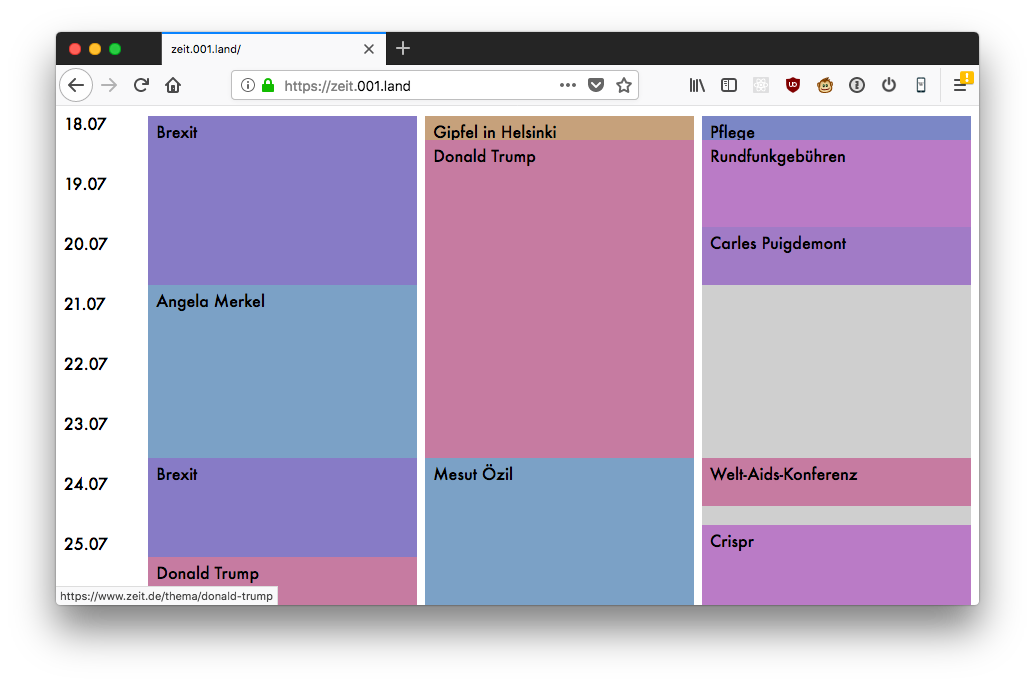 zeit.001.land/
https://zeit.001.land
18.07
Brexit
Gipfel in Helsinki
Pflege
Donald Trump
Rundfunkgebühren
19.07
20.07
Carles Puigdemont
21.07
Angela Merkel
22.07
23.07
24.07
Brexit
Mesut Özil
Welt-Aids-Konferenz
25.07
Crispr
Donald Trump
https://www.zeit.de/thema/donald-trump